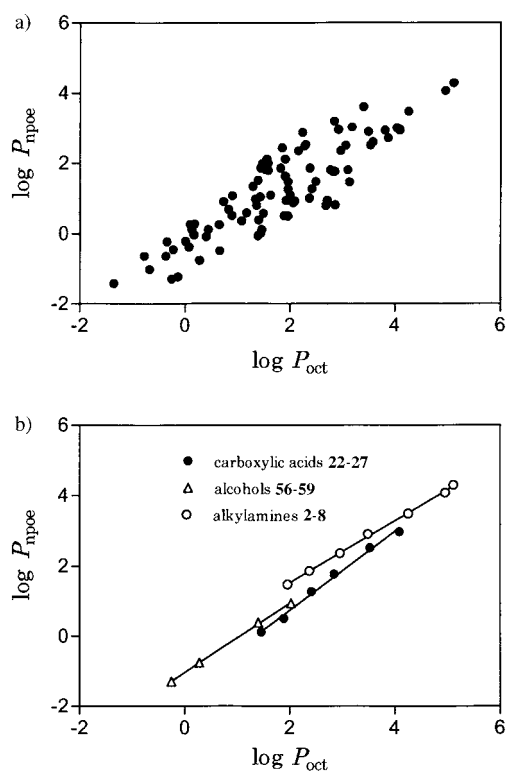 a)
6
4
2
0
-2
log Pnpoe
-2 0 2 4 6
log Poct
b)
6
4
2
0
-2
log Pnpoe
carboxylic acids 22-27
alcohols 56-59
alkylamines 2-8
-2 0 2 4 6
log Poct